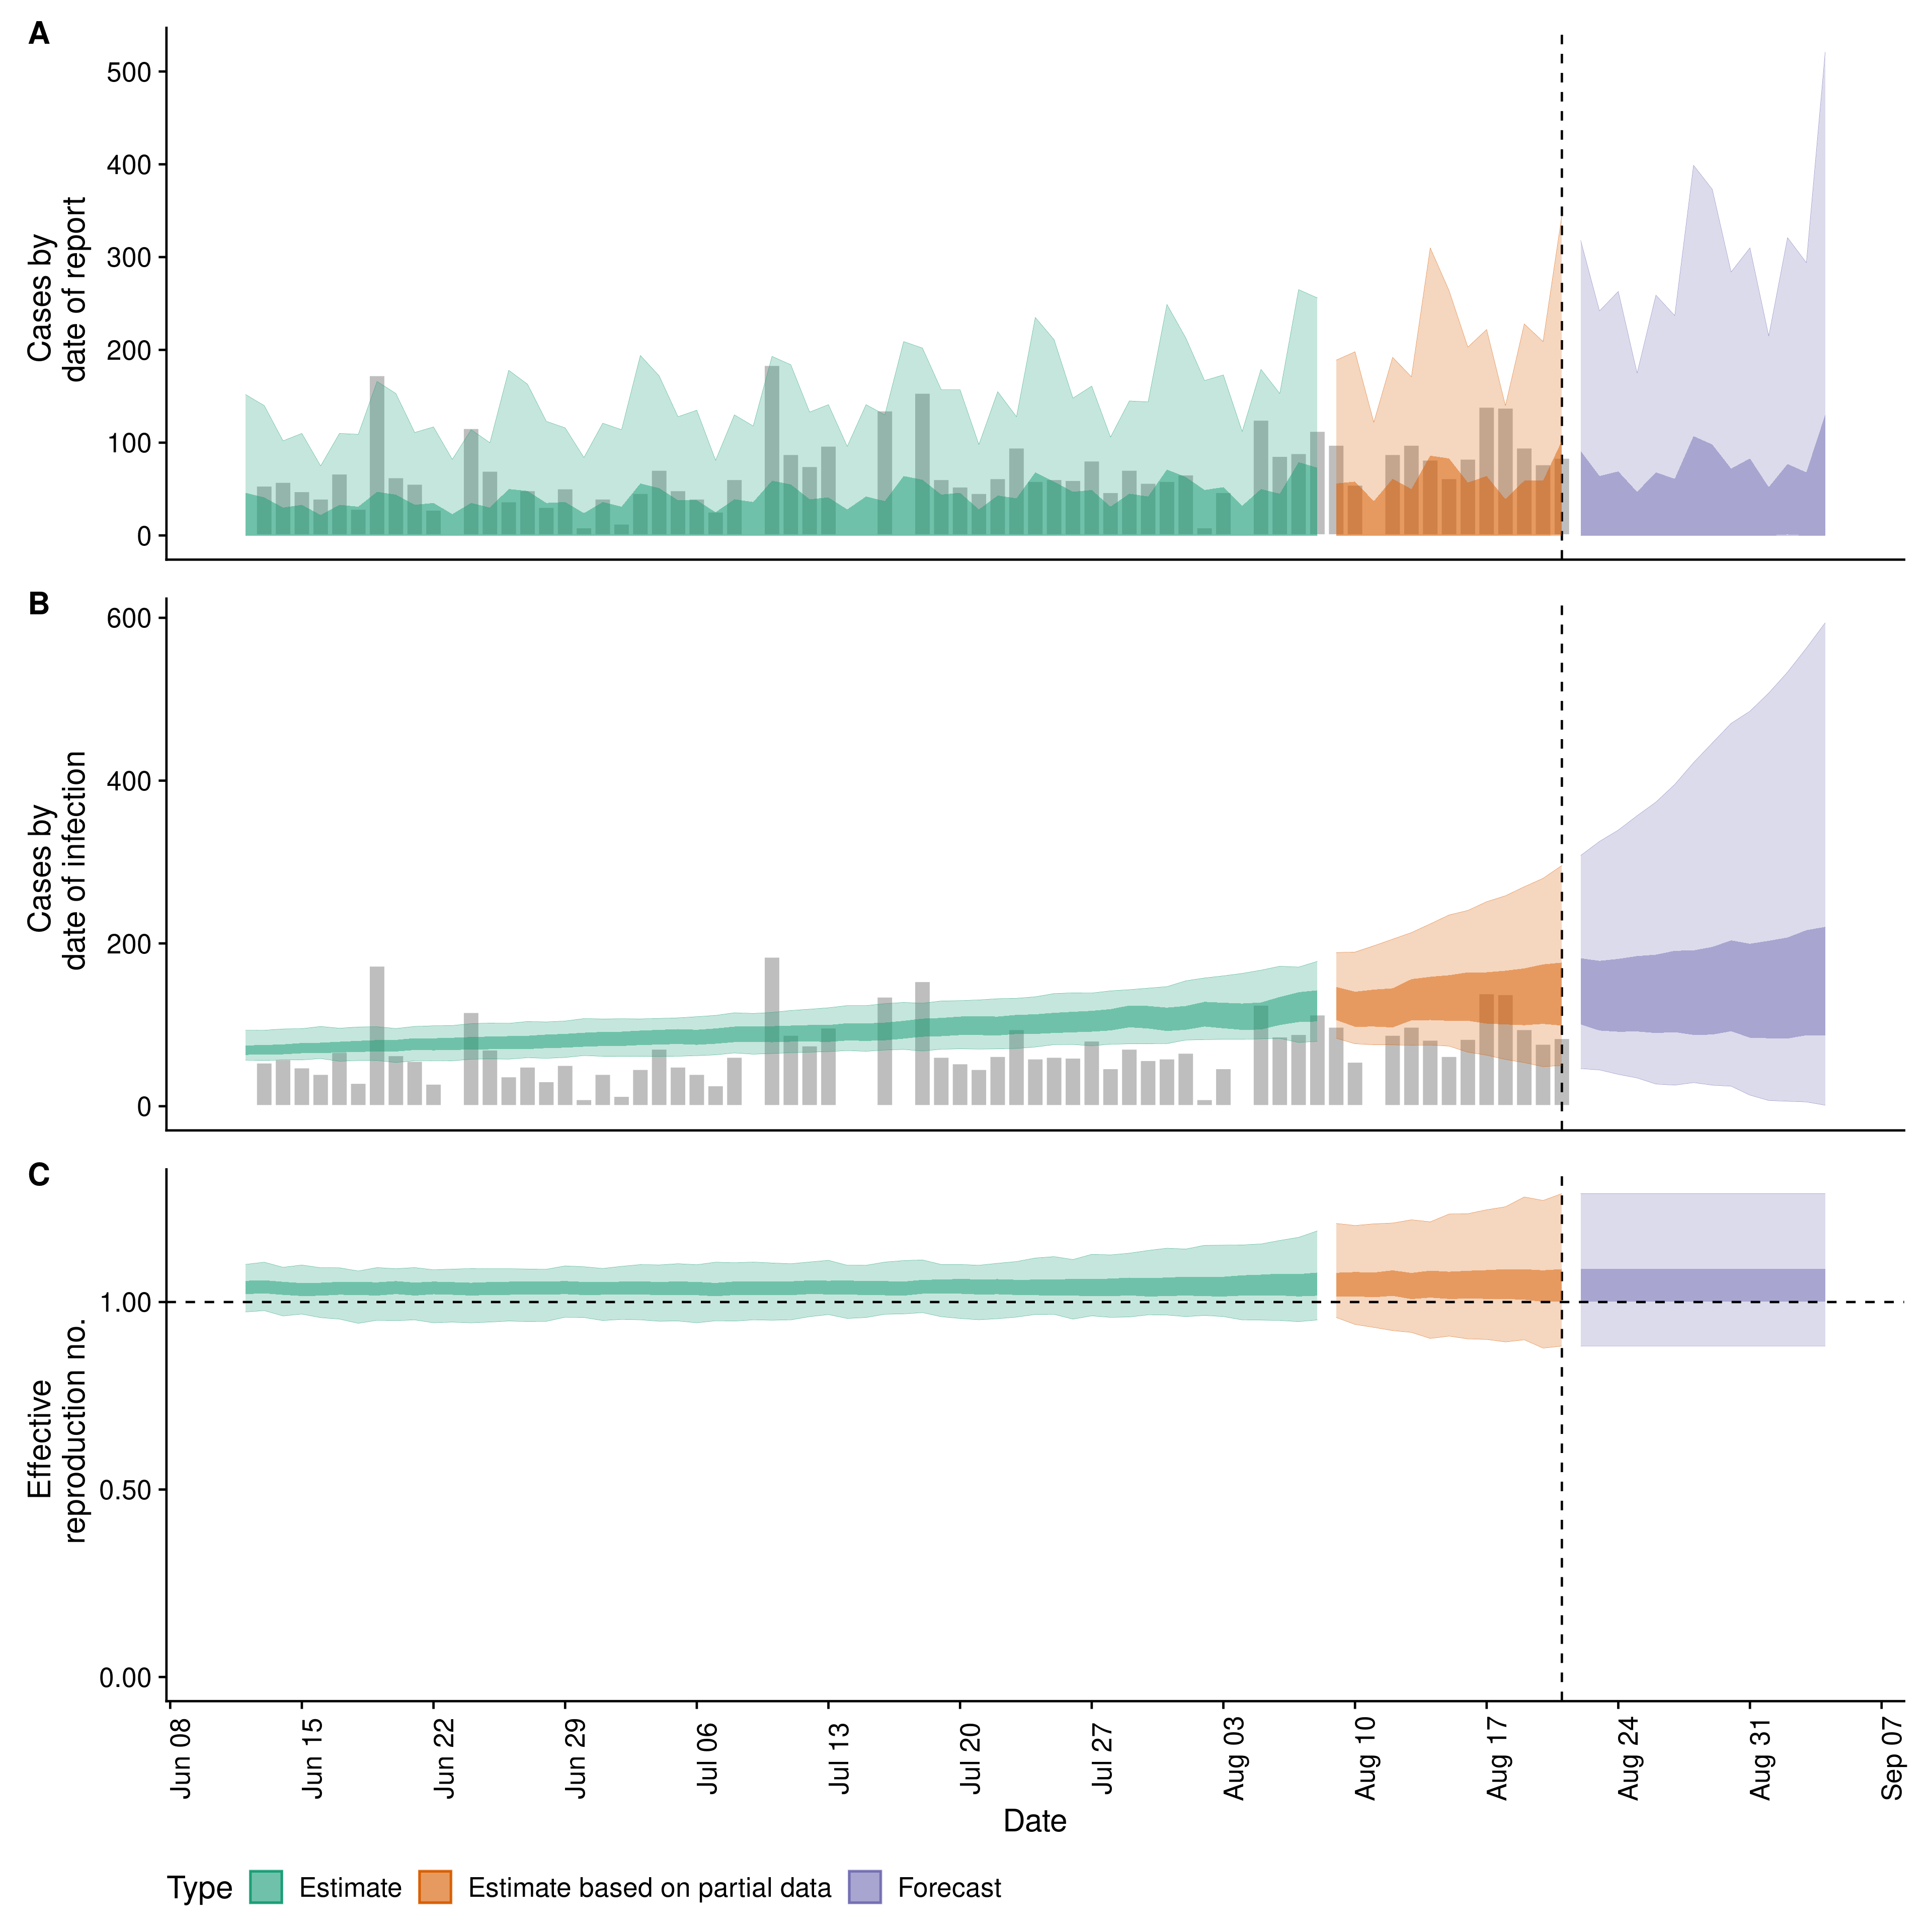 A
Cases by
date of report
500
400
300
200
100
0
B
Cases by
date of infection
600
400
200
0
C
Effective
reproduction no.
1.00
0.50
0.00
Jun 08
Jun 15
Jun 22
Jun 29
Jul 06
Jul 13
Jul 20
Jul 27
Aug 03
Aug 10
Aug 17
Aug 24
Aug 31
Sep 07
Date
Type Estimate Estimate based on partial data Forecast